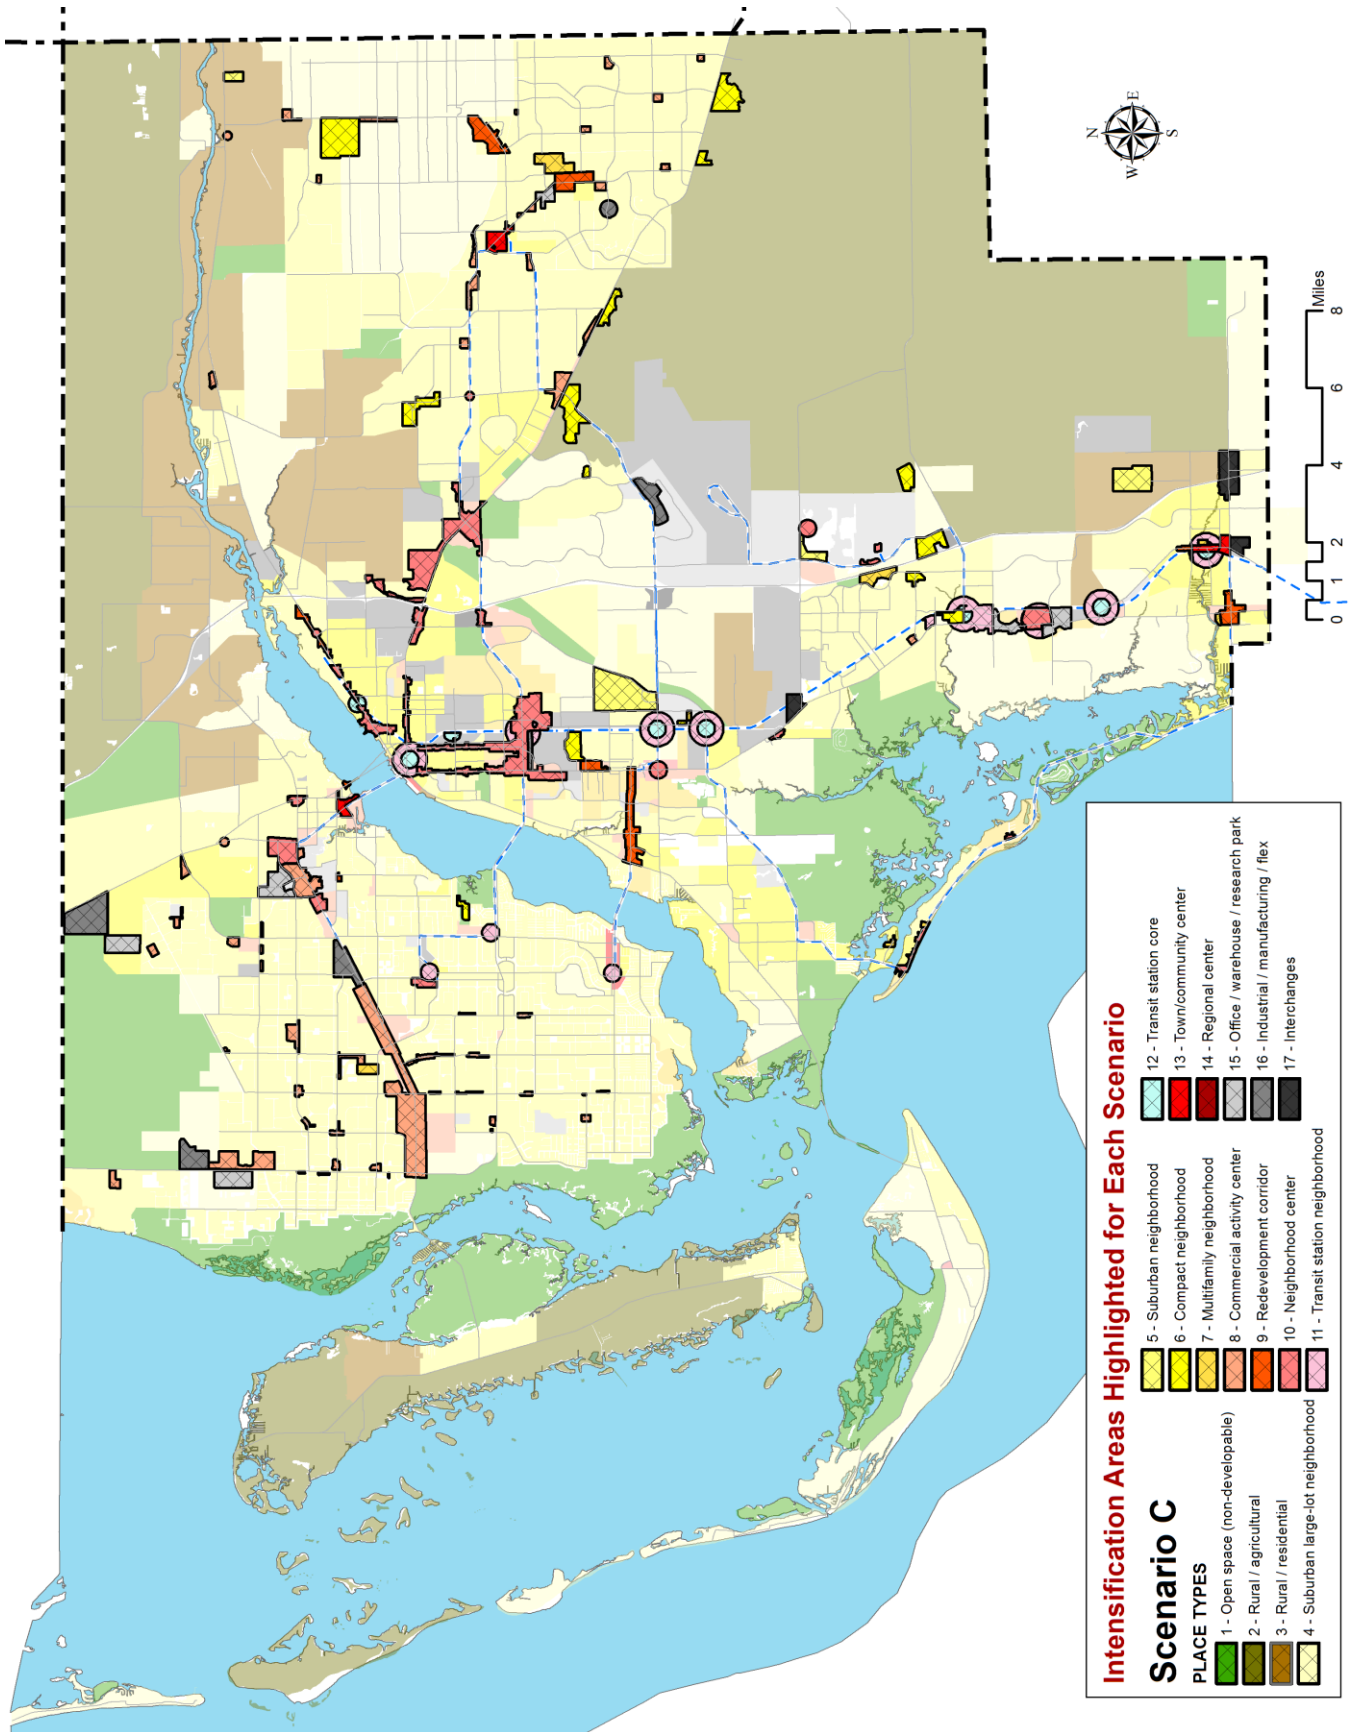 N
E
S
W
Miles
0 1 2 4 6 8
Intensification Areas Highlighted for Each Scenario
Scenario C
PLACE TYPES
1 - Open space (non-developable)
2 - Rural / agricultural
3 - Rural / residential
4 - Suburban large-lot neighborhood
5 - Suburban neighborhood
6 - Compact neighborhood
7 - Multifamily neighborhood
8 - Commercial activity center
9 - Redevelopment corridor
10 - Neighborhood center
11 - Transit station neighborhood
12 - Transit station core
13 - Town/community center
14 - Regional center
15 - Office / warehouse / research park
16 - Industrial / manufacturing / flex
17 - Interchanges